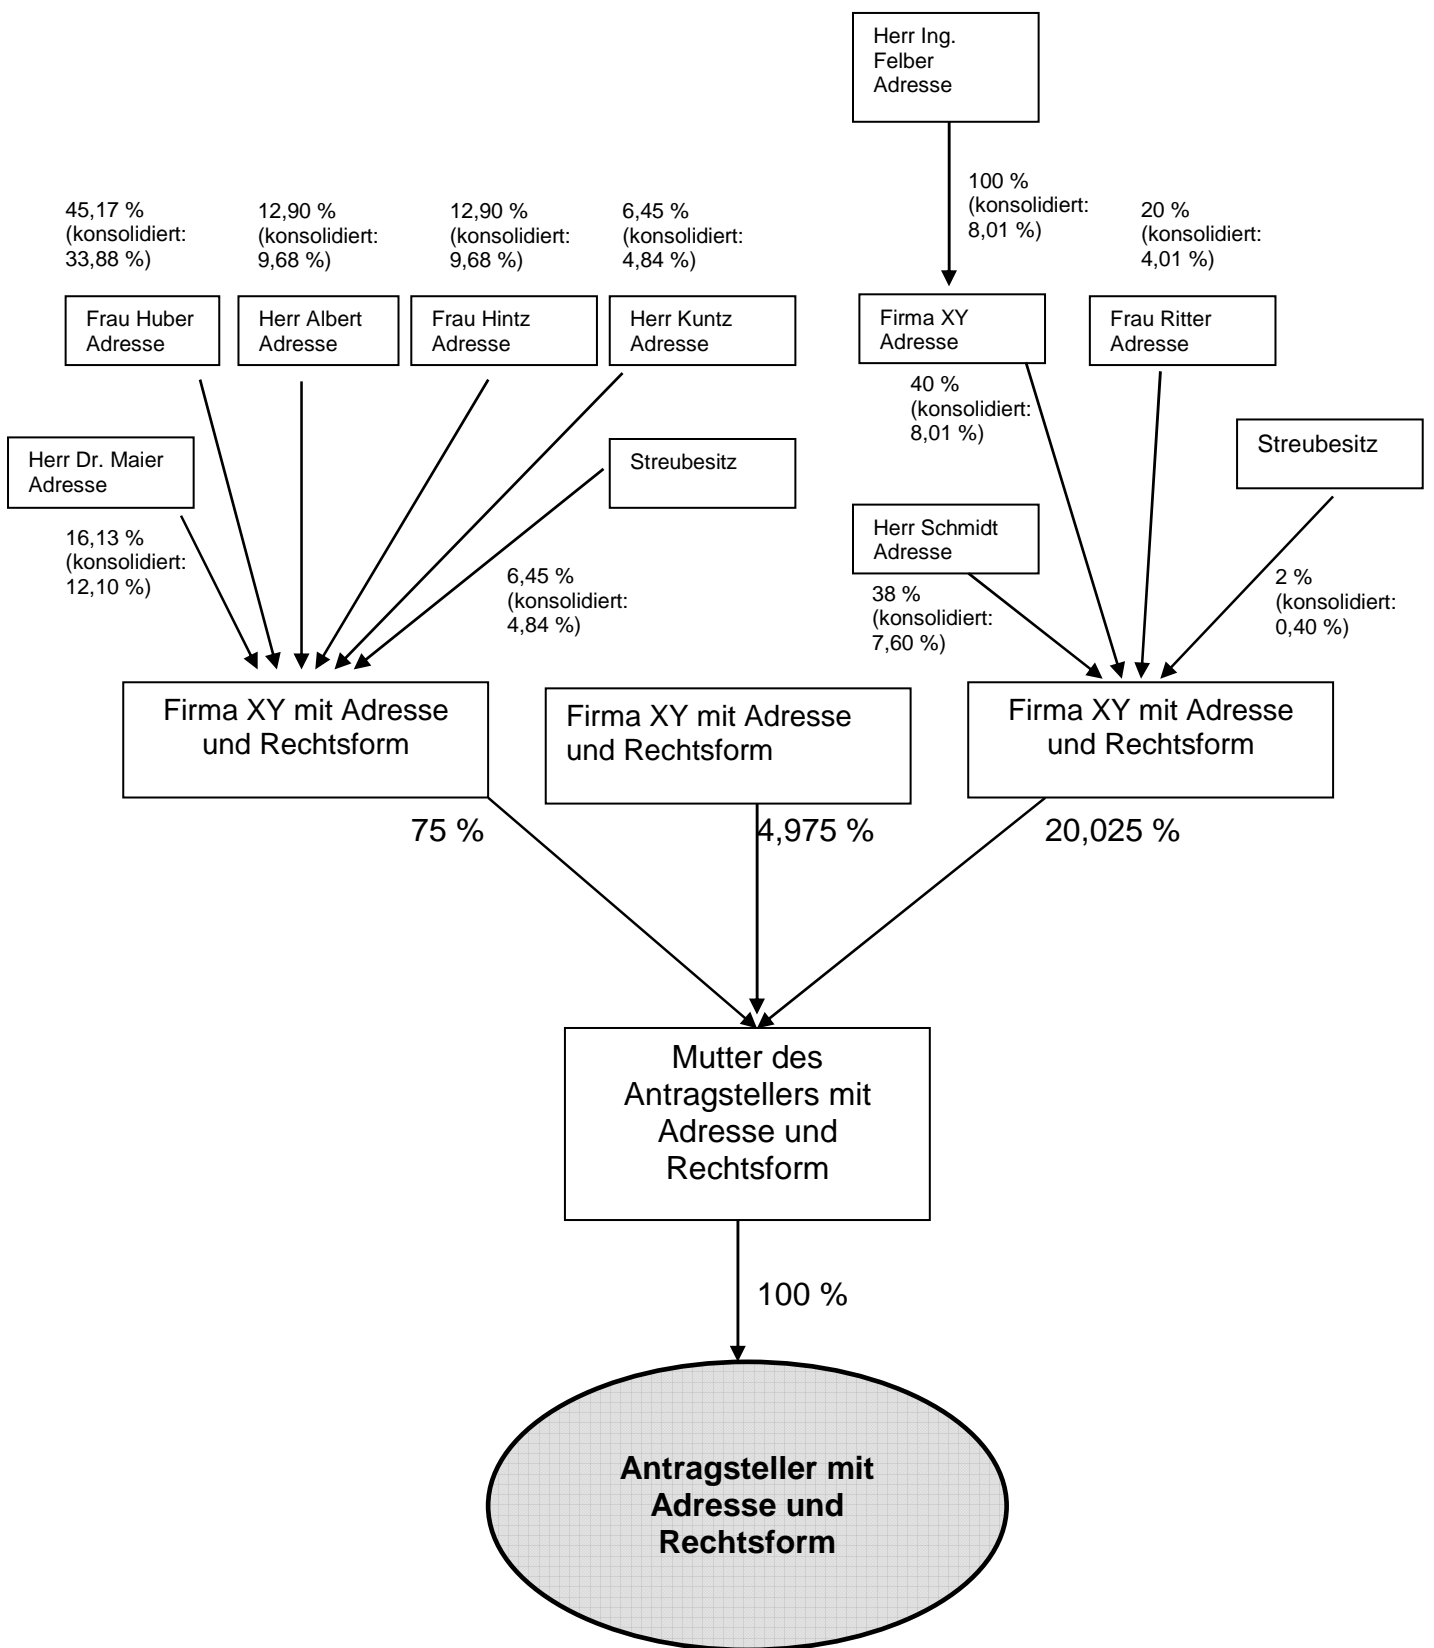 Herr Ing.
Felber
Adresse
100 %
(konsolidiert:
8,01 %)
45,17 %
(konsolidiert:
33,88 %)
12,90 %
(konsolidiert:
9,68 %)
12,90 %
(konsolidiert:
9,68 %)
6,45 %
(konsolidiert:
4,84 %)
20 %
(konsolidiert:
4,01 %)
Frau Huber
Adresse
Herr Albert
Adresse
Frau Hintz
Adresse
Herr Kuntz
Adresse
Firma XY
Adresse
Frau Ritter
Adresse
40 %
(konsolidiert:
8,01 %)
Herr Dr. Maier
Adresse
Streubesitz
Streubesitz
Herr Schmidt
Adresse
16,13 %
(konsolidiert:
12,10 %)
6,45 %
(konsolidiert:
4,84 %)
38 %
(konsolidiert:
7,60 %)
2 %
(konsolidiert:
0,40 %)
Firma XY mit Adresse
und Rechtsform
Firma XY mit Adresse
und Rechtsform
Firma XY mit Adresse
und Rechtsform
75 %
4,975 %
20,025 %
Mutter des
Antragstellers mit
Adresse und
Rechtsform
100 %
Antragsteller mit
Adresse und
Rechtsform